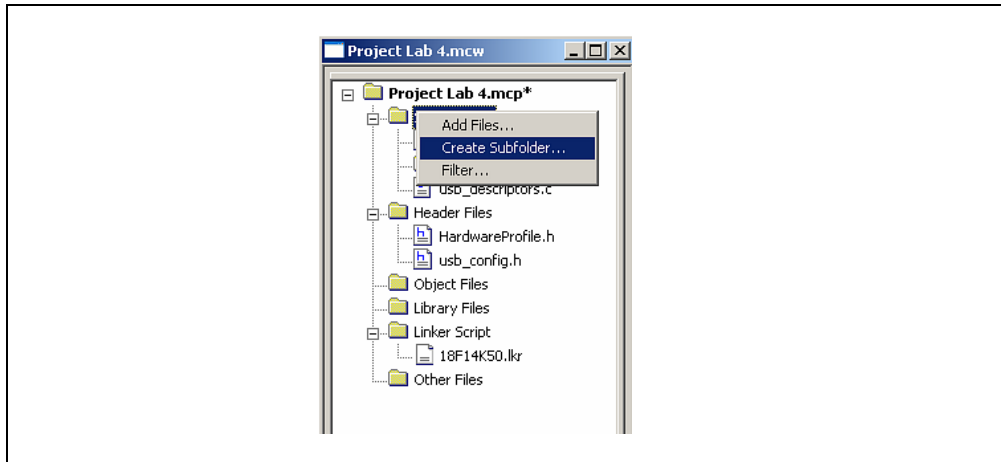 Project Lab 4.mcw
Project Lab 4.mcp*
Add Files...
Create Subfolder...
Filter...
usb_descriptors.c
Header Files
HardwareProfile.h
usb_config.h
Object Files
Library Files
Linker Script
18F14K50.lkr
Other Files